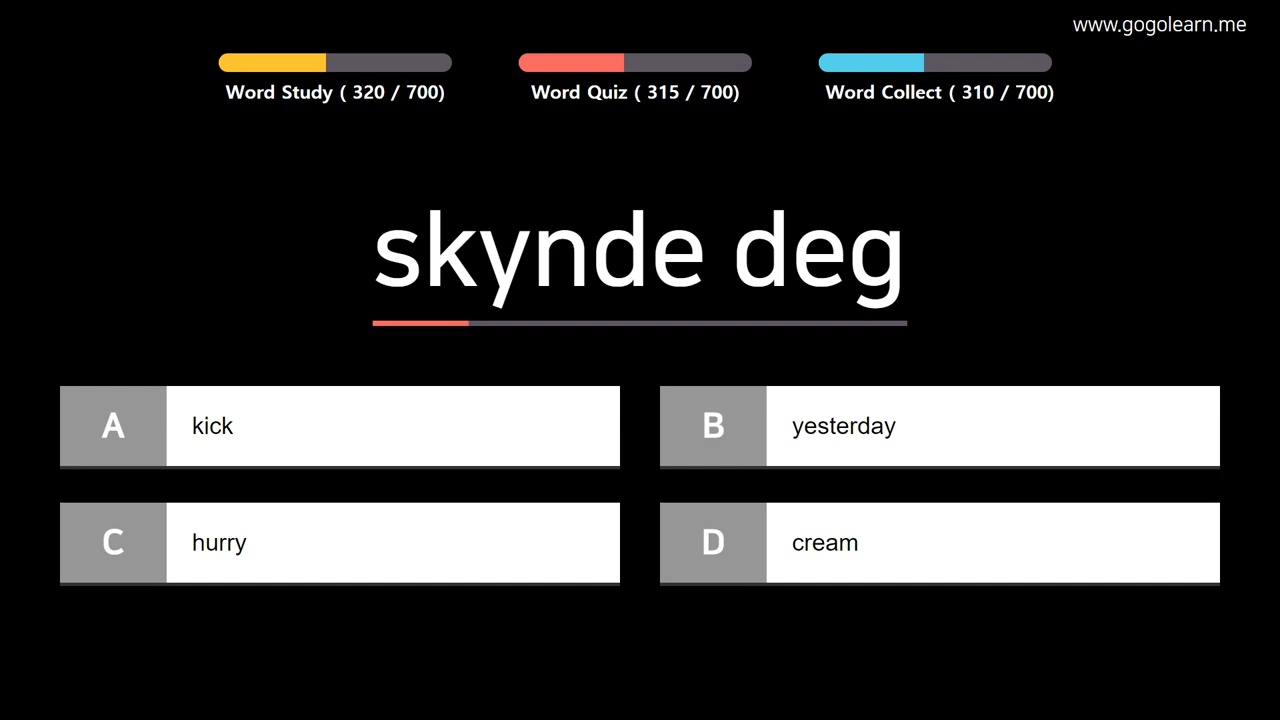 www.gogolearn.me
Word Study ( 320 / 700)
Word Quiz ( 315 / 700)
Word Collect ( 310 / 700)
skynde deg
A kick
B yesterday
C hurry
D cream